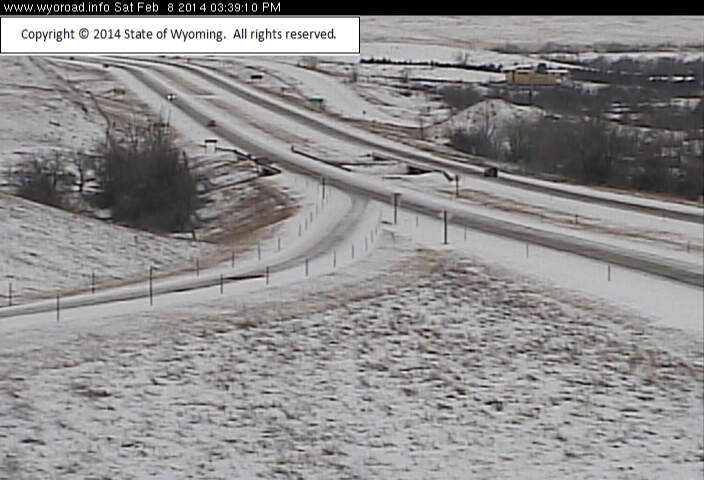 www.wyoroad.info Sat Feb  8 2014 03:39:10 PM
Copyright © 2014 State of Wyoming.  All rights reserved.